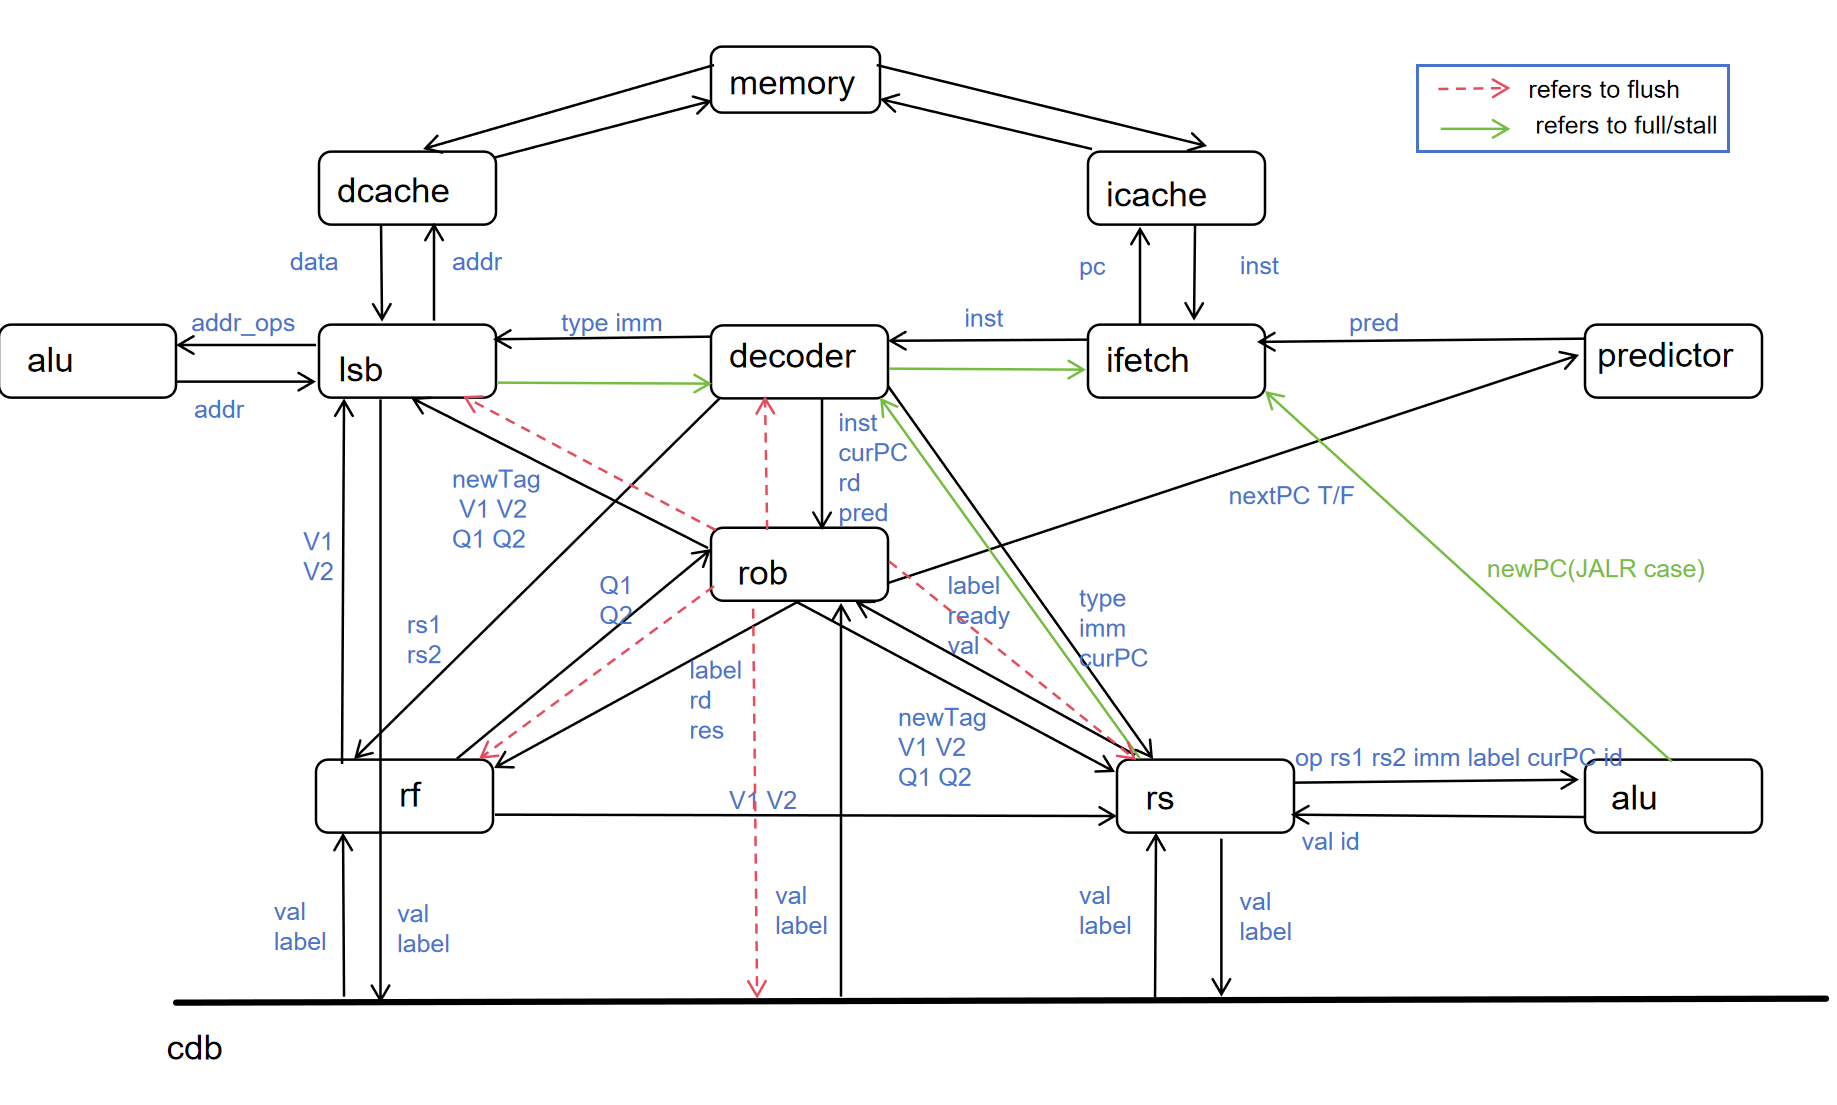 memory
refers to flush
refers to full/stall
dcache
icache
data
addr
pc
inst
addr_ops
type imm
inst
pred
alu
lsb
decoder
ifetch
predictor
addr
inst
curPC
rd
pred
newTag
V1 V2
Q1 Q2
nextPC T/F
V1
V2
newPC(JALR case)
rob
Q1
Q2
label
ready
val
type
imm
curPC
rs1
rs2
label
rd
res
newTag
V1 V2
Q1 Q2
op rs1 rs2 imm label curPC id
rf
V1 V2
rs
alu
val id
val
label
val
label
val
label
val
label
val
label
cdb